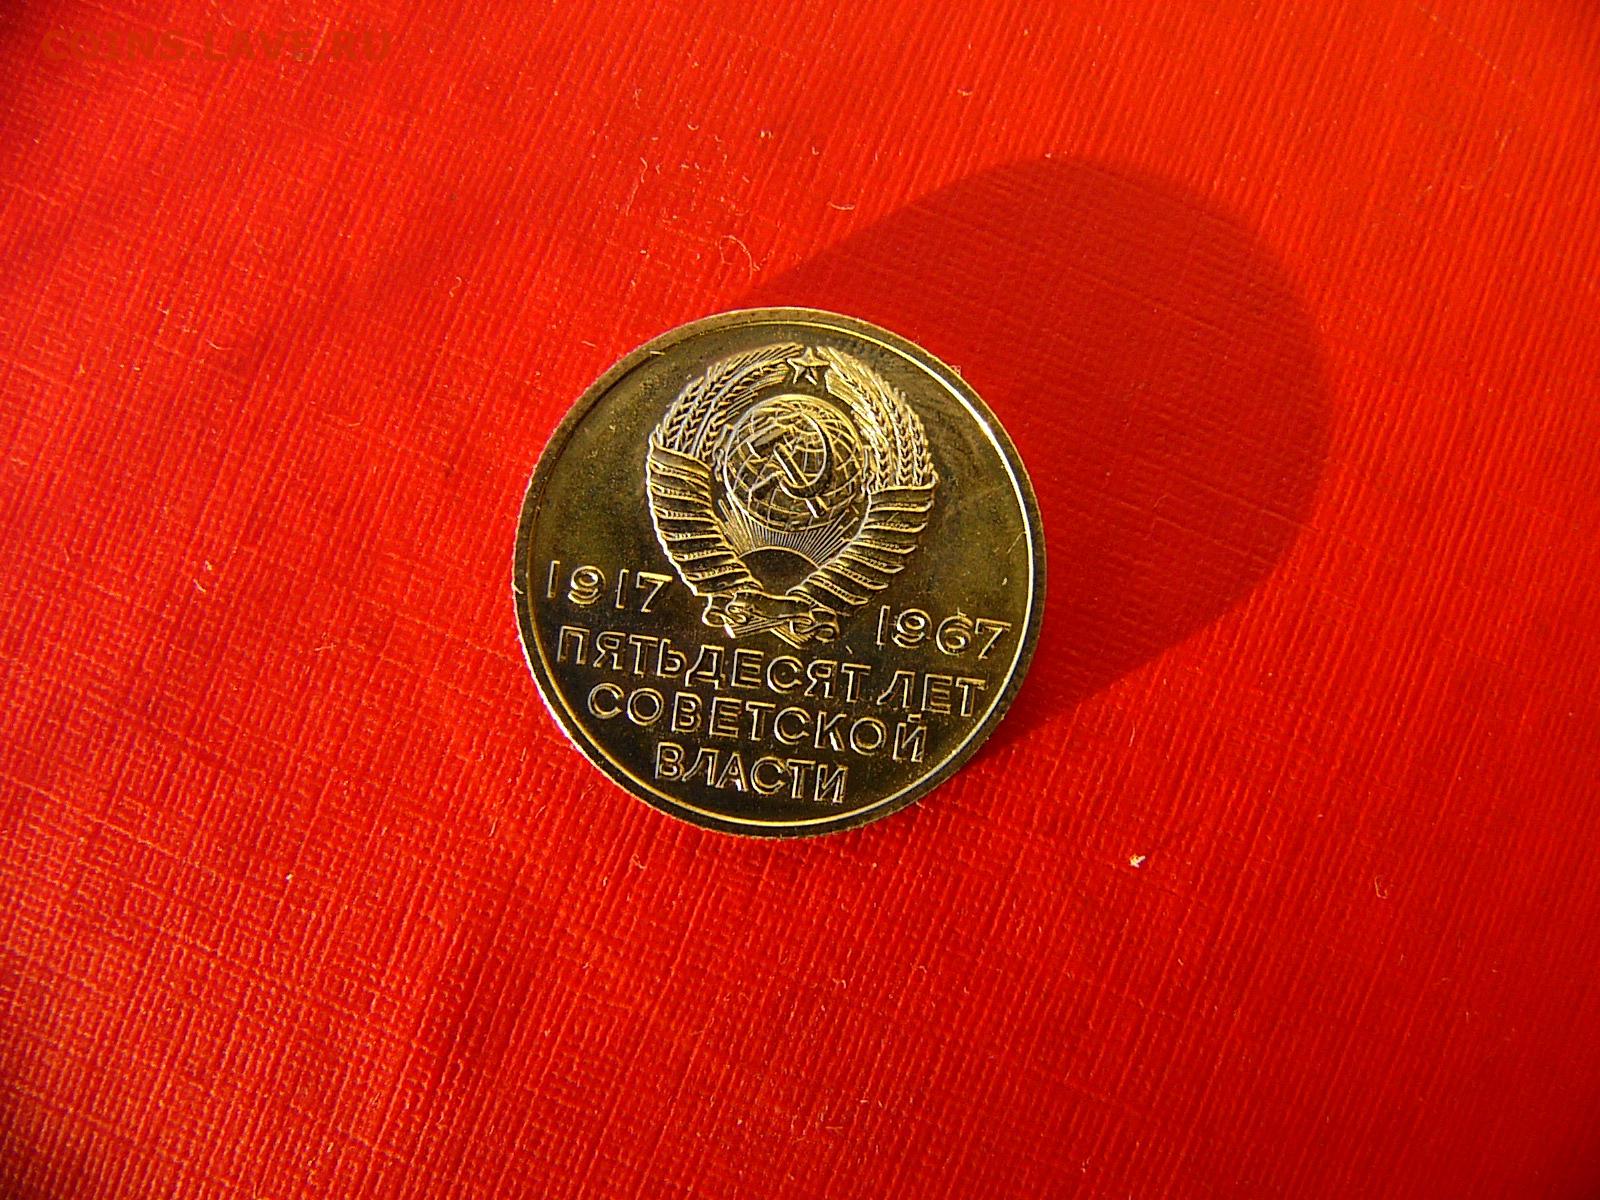 COINS.LAVE.RU
1917 1967
ПЯТЬДЕСЯТ ЛЕТ
СОВЕТСКОЙ
ВЛАСТИ